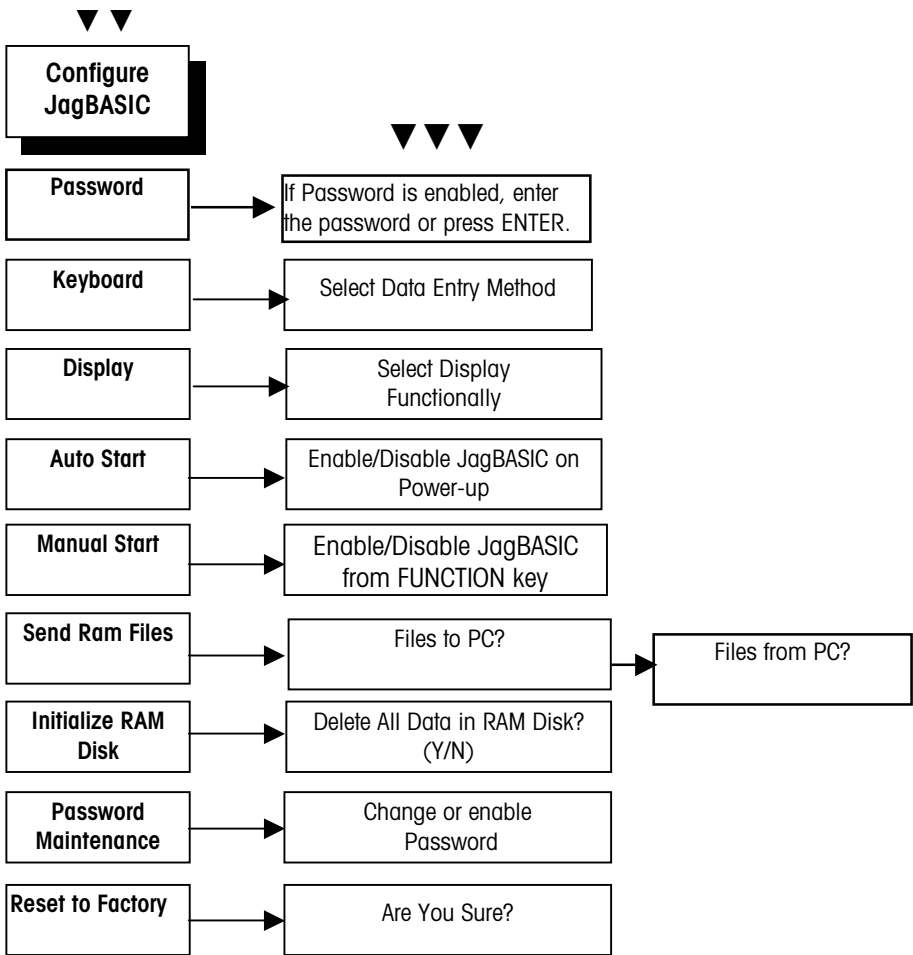 Configure
JagBASIC
Password
If Password is enabled, enter
the password or press ENTER.
Keyboard
Select Data Entry Method
Display
Select Display
Functionally
Auto Start
Enable/Disable JagBASIC on
Power-up
Manual Start
Enable/Disable JagBASIC
from FUNCTION key
Send Ram Files
Files to PC?
Files from PC?
Initialize RAM
Disk
Delete All Data in RAM Disk?
(Y/N)
Password
Maintenance
Change or enable
Password
Reset to Factory
Are You Sure?